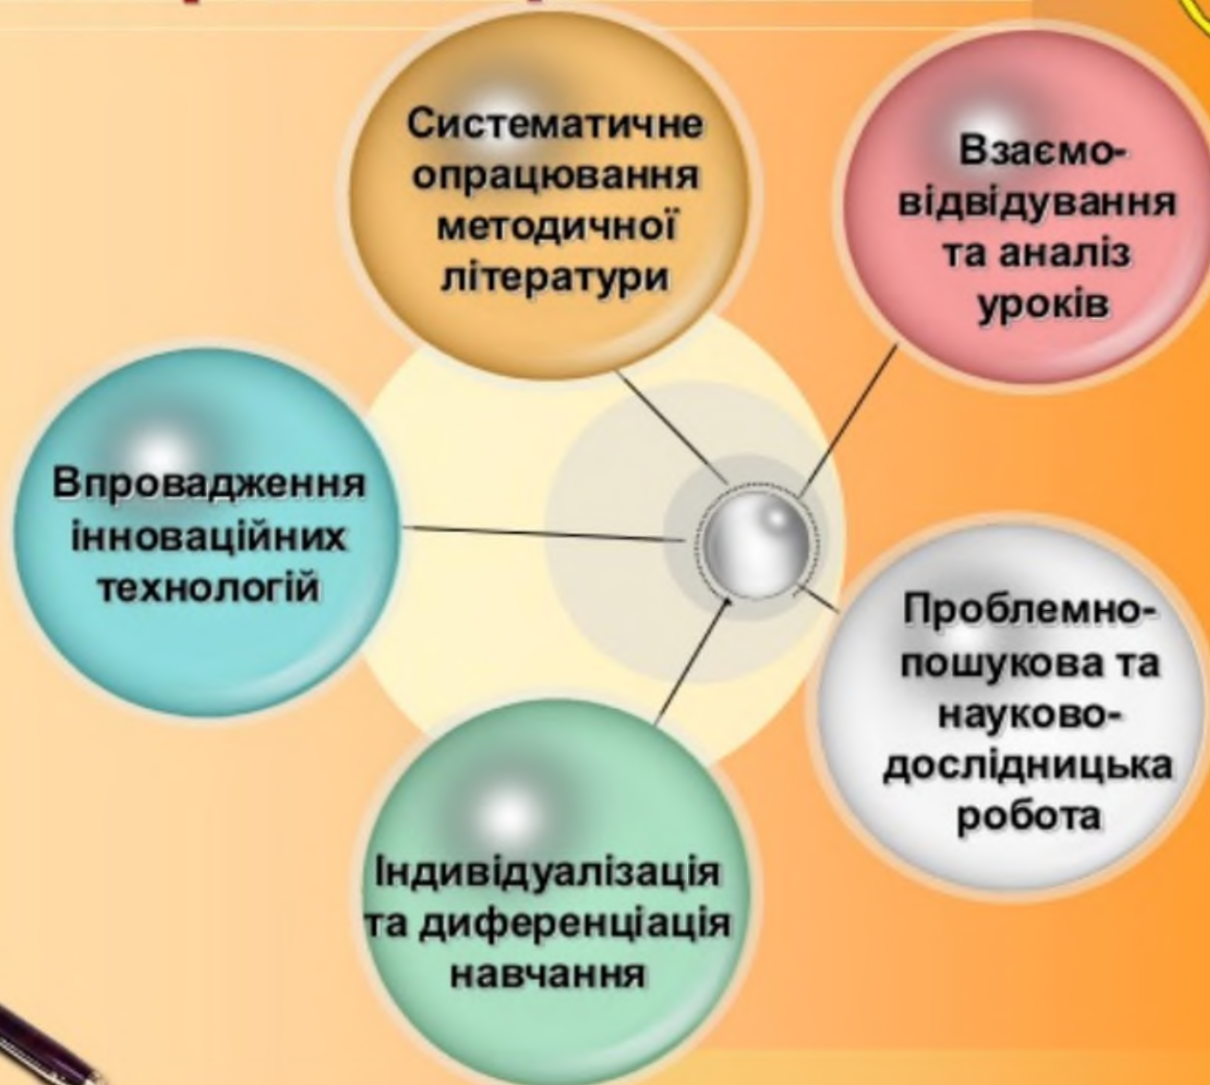 Систематичне
опрацювання
методичної
літератури
Взаємо-
відвідування
та аналіз
уроків
Впровадження
інноваційних
технологій
Проблемно-
пошукова та
науково-
дослідницька
робота
Індивідуалізація
та диференціація
навчання